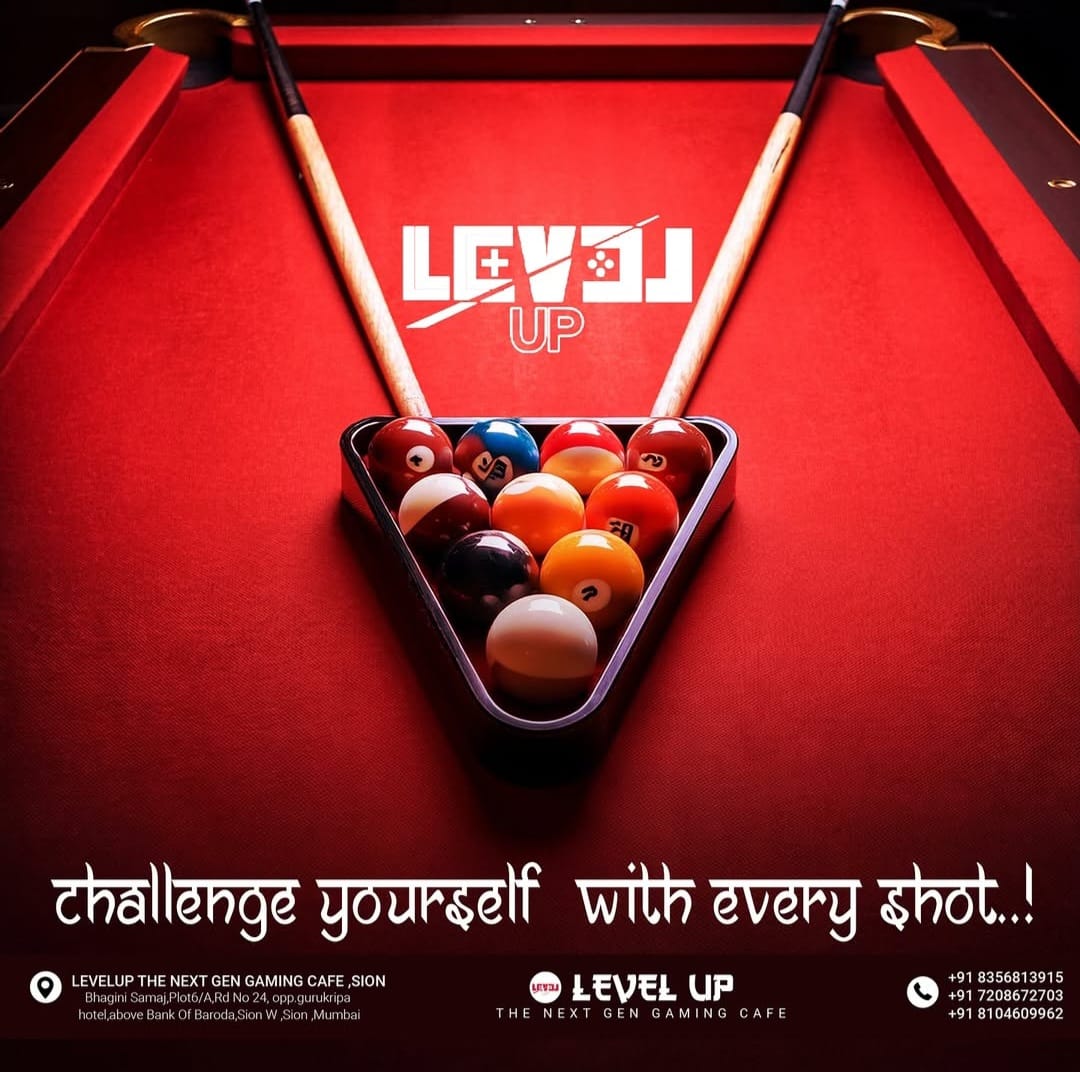 LEVEL
UP
challenge yourself with every shot..!
LEVELUP THE NEXT GEN GAMING CAFE ,SION
Bhagini Samaj,Plot6/A,Rd No 24, opp.gurukripa
hotel,above Bank Of Baroda,Sion W ,Sion ,Mumbai
LEVEL UP
THE NEXT GEN GAMING CAFE
+91 8356813915
+91 7208672703
+91 8104609962